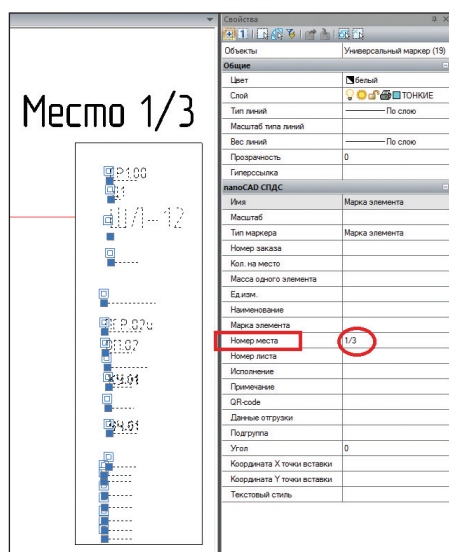 Место 1/3
Свойства
Объекты Универсальный маркер (19)
Общие
Цвет белый
Слой ТОНКИЕ
Тип линий По слою
Масштаб типа линий
Вес линий По слою
Прозрачность 0
Гиперссылка
nanoCAD СПДС
Имя Марка элемента
Масштаб
Тип маркера Марка элемента
Номер заказа
Кол. на место
Масса одного элемента
Ед.изм.
Наименование
Марка элемента
Номер места 1/3
Номер листа
Исполнение
Примечание
QR-code
Данные отгрузки
Подгруппа
Угол 0
Координата X точки вставки
Координата Y точки вставки
Текстовый стиль